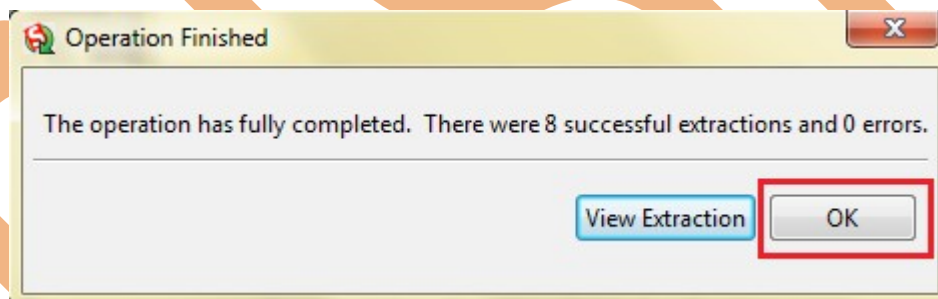 Operation Finished
The operation has fully completed.  There were 8 successful extractions and 0 errors.
View Extraction
OK